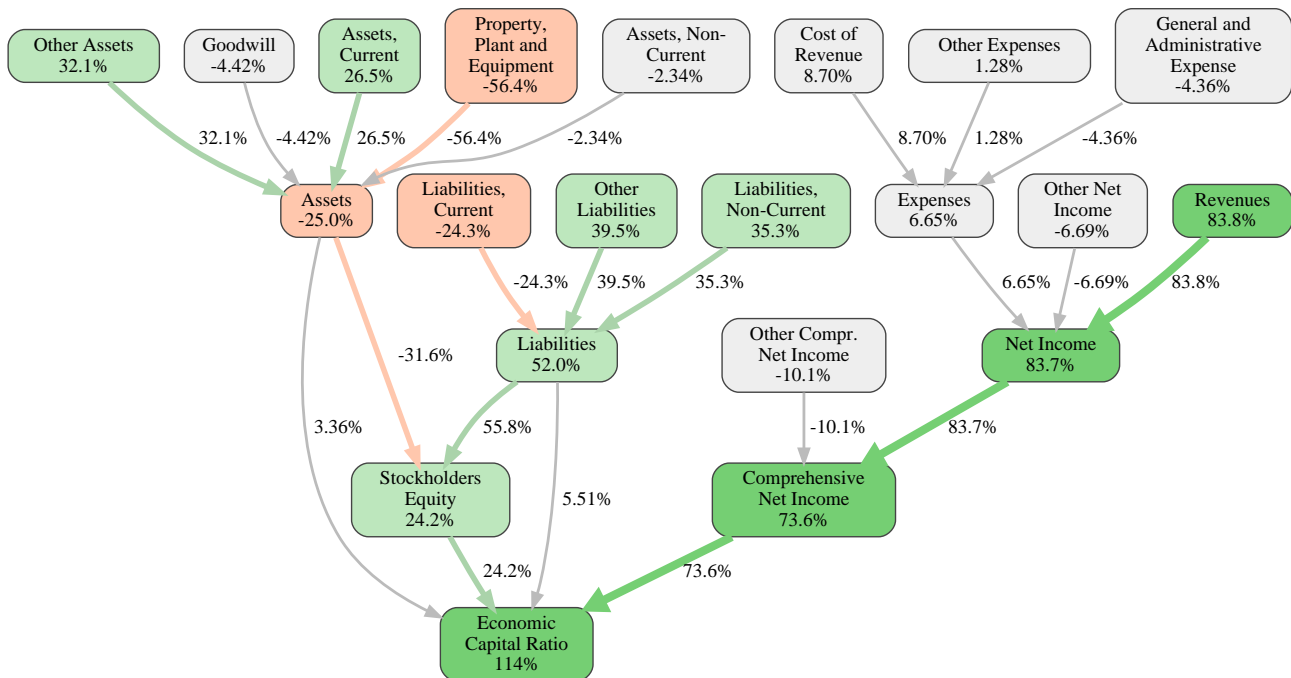 Other Assets
32.1%
Goodwill
-4.42%
Assets,
Current
26.5%
Property,
Plant and
Equipment
-56.4%
Assets, Non-
Current
-2.34%
Cost of
Revenue
8.70%
Other Expenses
1.28%
General and
Administrative
Expense
-4.36%
32.1%
-4.42%
26.5%
-56.4%
-2.34%
8.70%
1.28%
-4.36%
Assets
-25.0%
Liabilities,
Current
-24.3%
Other
Liabilities
39.5%
Liabilities,
Non-Current
35.3%
Expenses
6.65%
Other Net
Income
-6.69%
Revenues
83.8%
-24.3%
39.5%
35.3%
6.65%
-6.69%
83.8%
-31.6%
Liabilities
52.0%
Other Compr.
Net Income
-10.1%
Net Income
83.7%
3.36%
55.8%
-10.1%
83.7%
Stockholders
Equity
24.2%
5.51%
Comprehensive
Net Income
73.6%
24.2%
73.6%
Economic
Capital Ratio
114%